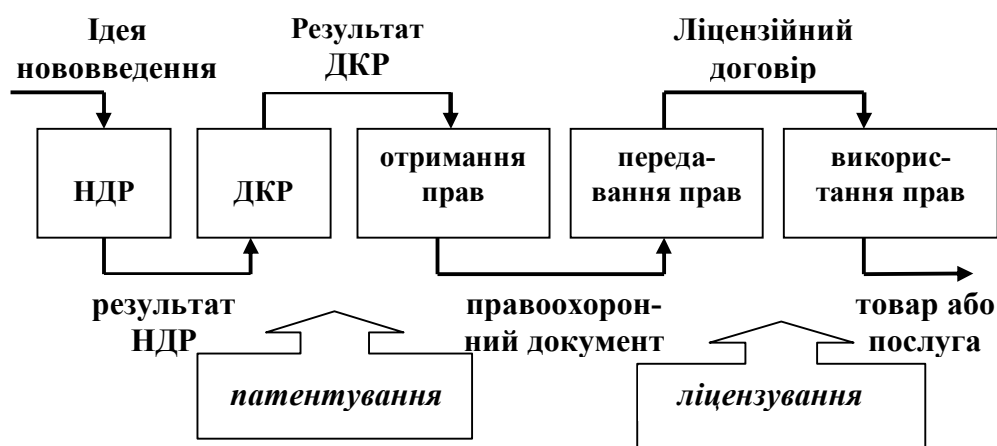 Ідея
нововведення
Результат
ДКР
Ліцензійний
договір
НДР
ДКР
отримання
прав
переда-
вання прав
викорис-
тання прав
результат
НДР
правоохорон-
ний документ
товар або
послуга
патентування
ліцензування